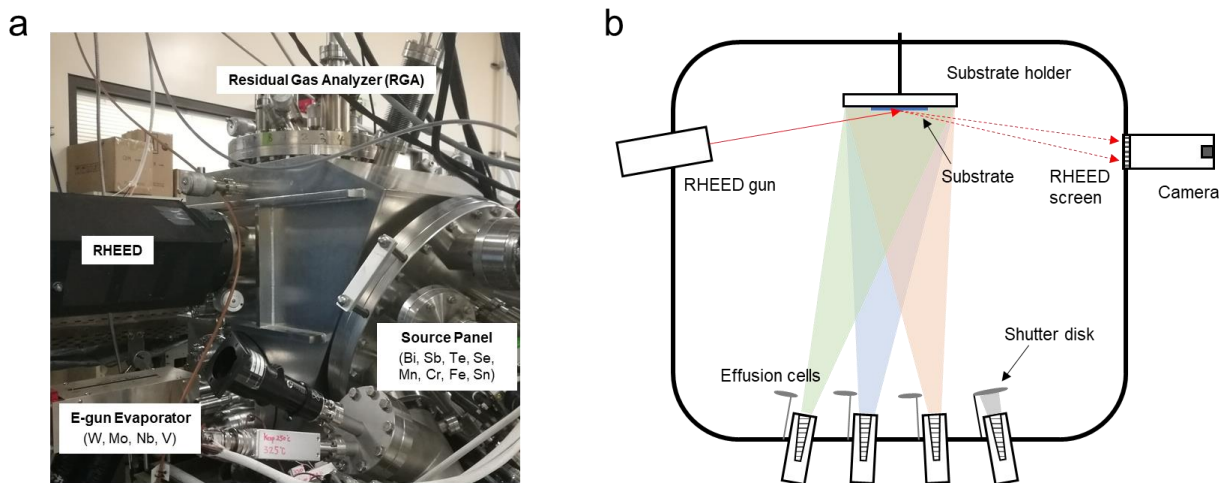 a
Residual Gas Analyzer (RGA)
RHEED
Source Panel
(Bi, Sb, Te, Se,
Mn, Cr, Fe, Sn)
E-gun Evaporator
(W, Mo, Nb, V)
b
Substrate holder
RHEED gun
Substrate
RHEED
screen
Camera
Shutter disk
Effusion cells